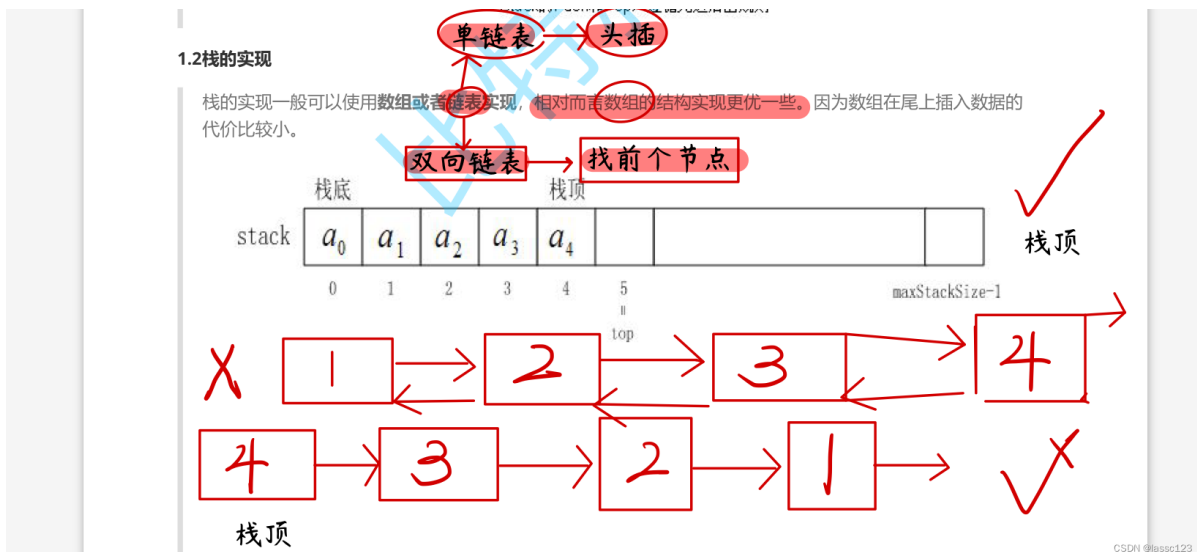 单链表 头插
1.2栈的实现
栈的实现一般可以使用数组或者链表实现，相对而言数组的结构实现更优一些。因为数组在尾上插入数据的
代价比较小。
双向链表 找前个节点
栈底 栈顶
stack a0 a1 a2 a3 a4
栈顶
0 1 2 3 4 5 maxStackSize-1
=
top
1 2 3 4
4 3 2 1
栈顶
比特
CSDN @lassc123